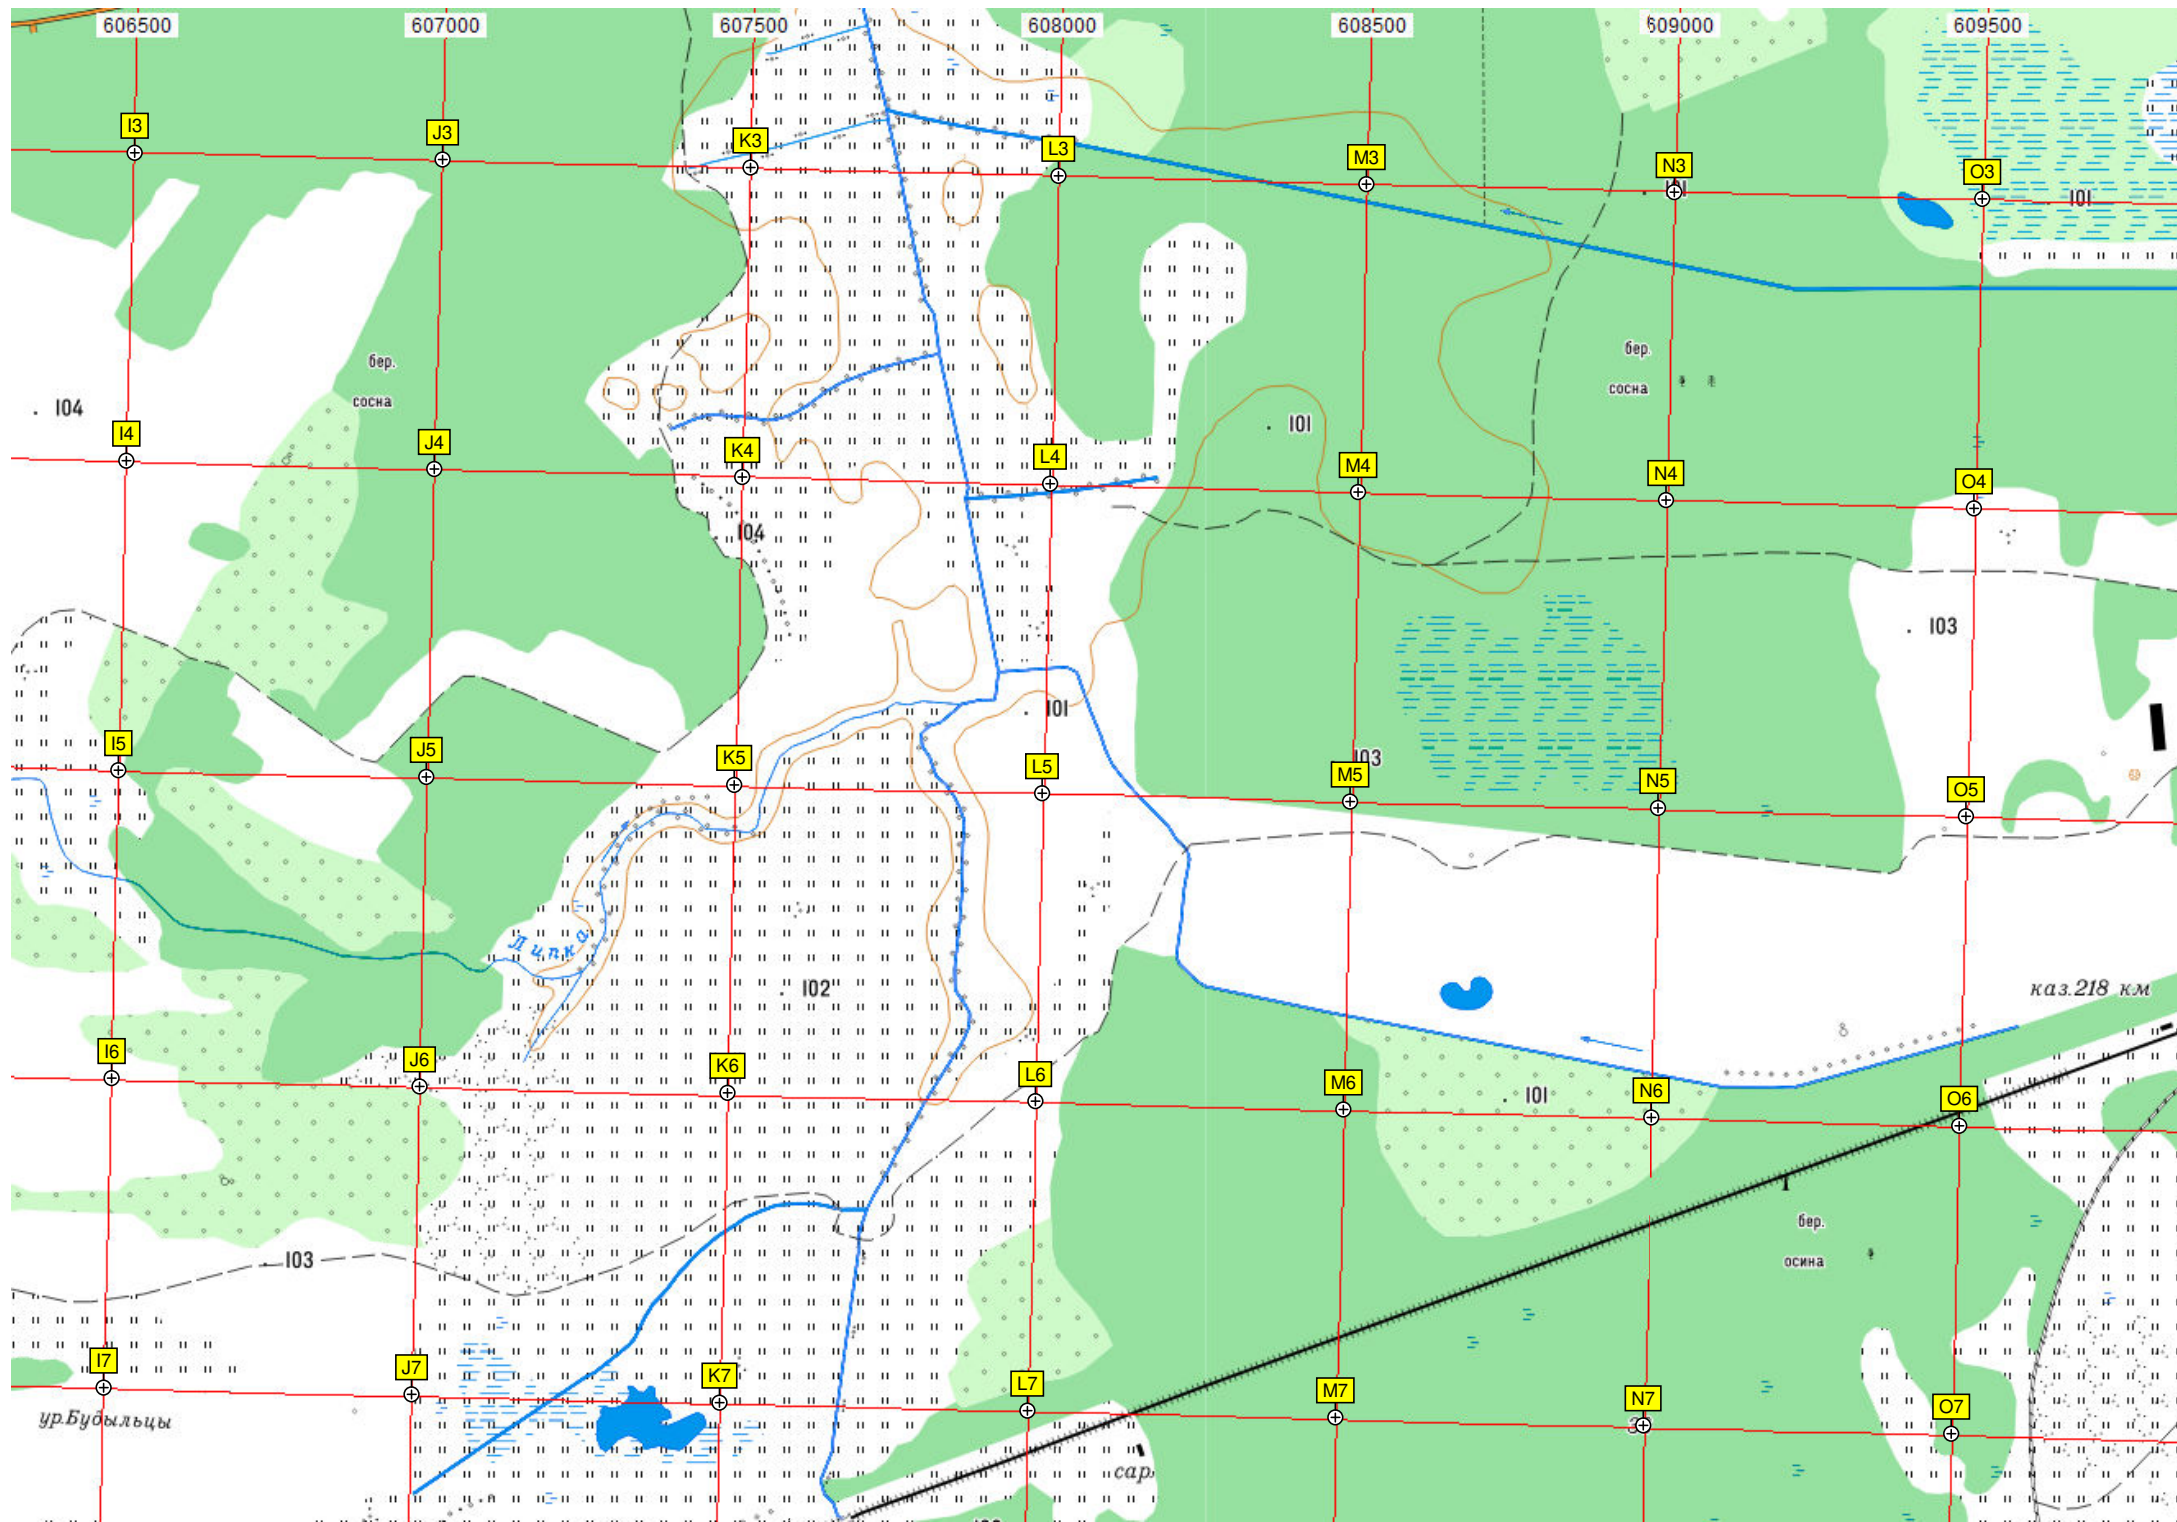 606500 607000 607500 608000 608500 609000 609500
I3 J3 K3 L3 M3 N3 O3
101 101
бер.
сосна
бер.
сосна
104
101
I4 J4 K4 L4 M4 N4 O4
104
103
101
103
I5 J5 K5 L5 M5 N5 O5
Липка
102
каз.218 км
I6 J6 K6 L6 M6 N6 O6
101
103
бер.
осина
I7 J7 K7 L7 M7 N7 O7
ур.Будыльцы
сар.